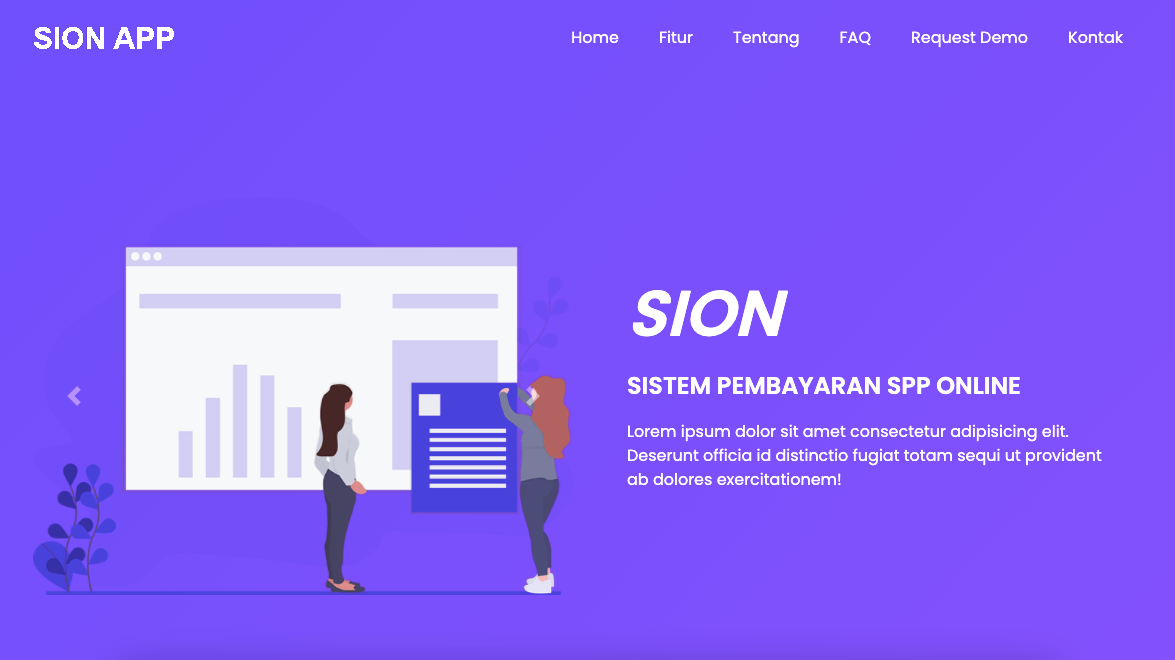 SION APP
Home
Fitur
Tentang
FAQ
Request Demo
Kontak
SION
SISTEM PEMBAYARAN SPP ONLINE
Lorem ipsum dolor sit amet consectetur adipisicing elit.
Deserunt officia id distinctio fugiat totam sequi ut provident
ab dolores exercitationem!